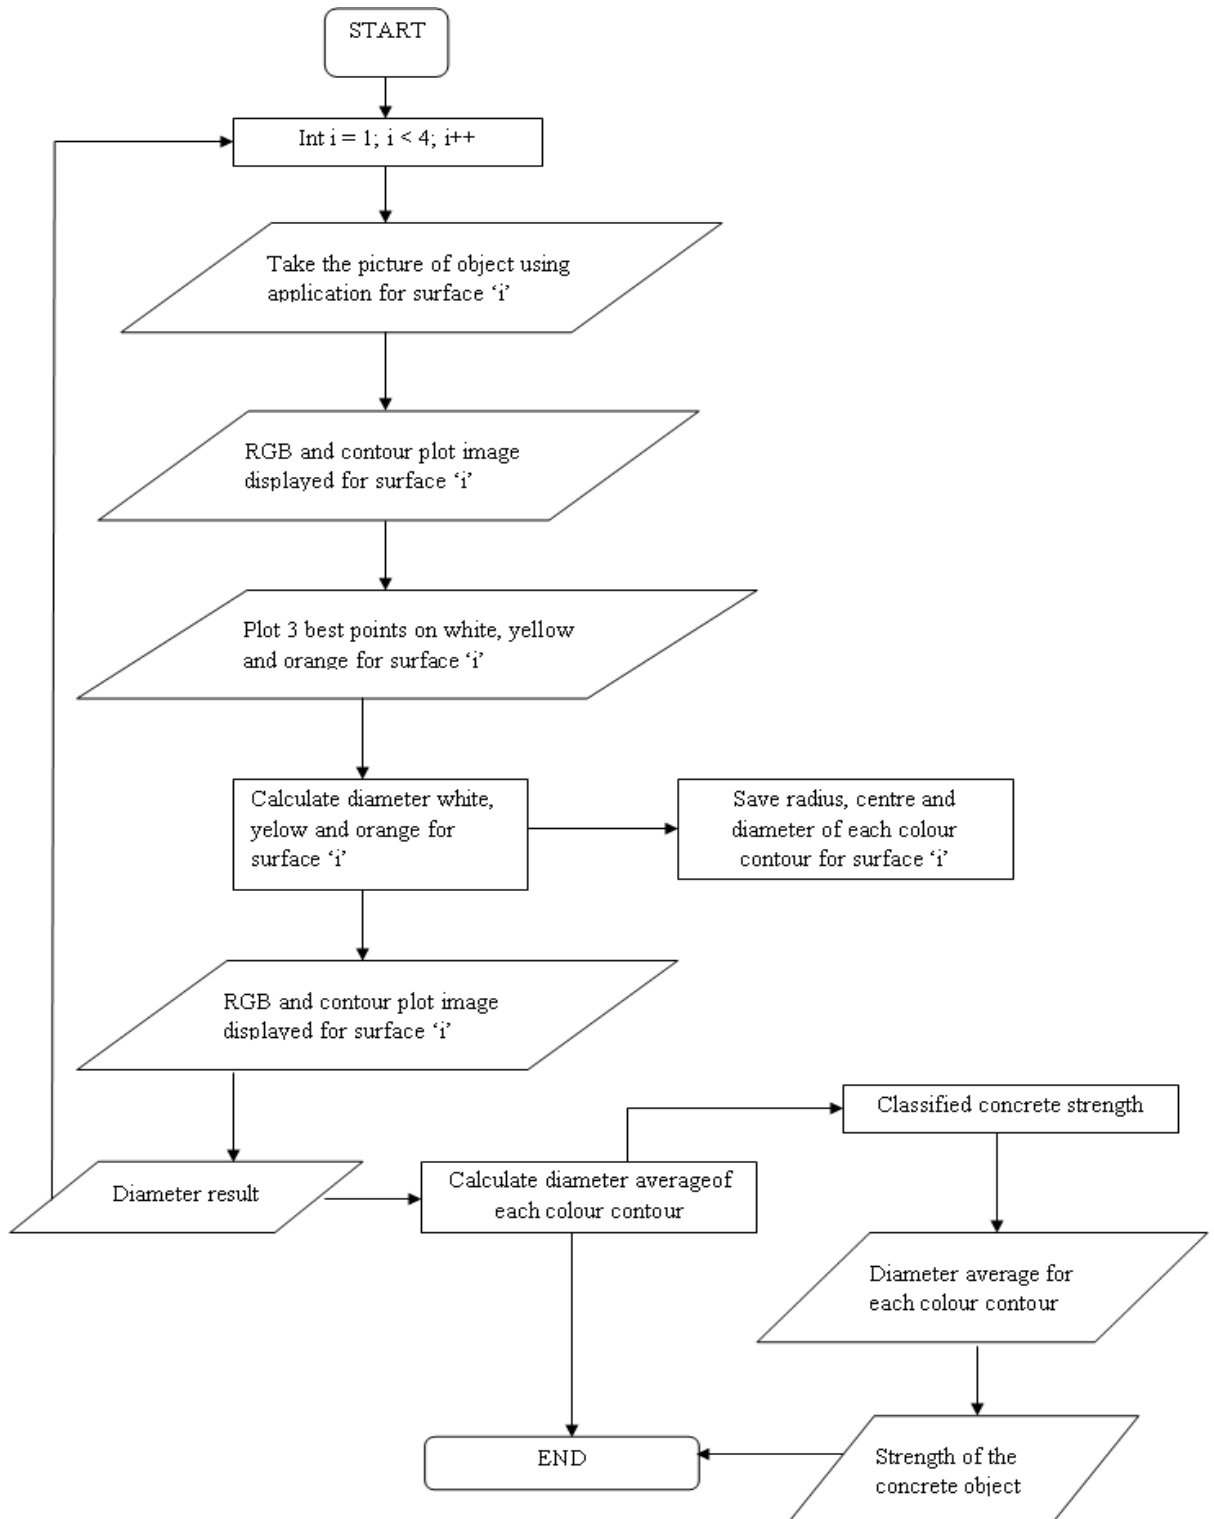 START
Int i = 1; i < 4; i++
Take the picture of object using
application for surface ‘i’
RGB and contour plot image
displayed for surface ‘i’
Plot 3 best points on white, yellow
and orange for surface ‘i’
Calculate diameter white,
yelow and orange for
surface ‘i’
Save radius, centre and
diameter of each colour
contour for surface ‘i’
RGB and contour plot image
displayed for surface ‘i’
Diameter result
Calculate diameter averageof
each colour contour
Classified concrete strength
Diameter average for
each colour contour
Strength of the
concrete object
END